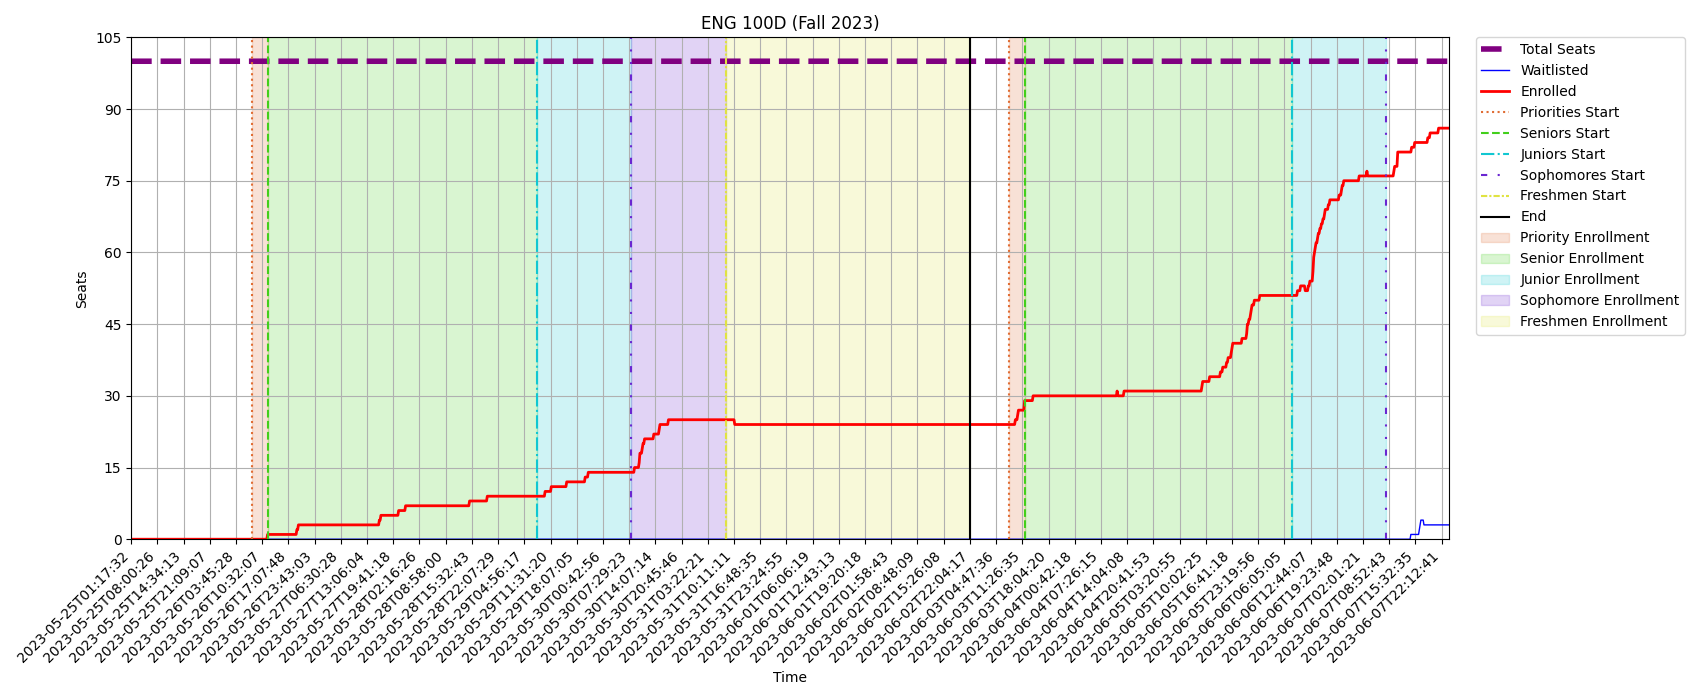 ENG 100D (Fall 2023)
105
90
75
60
45
30
15
0
Seats
2023-05-25T01:17:32
2023-05-25T08:00:26
2023-05-25T14:34:13
2023-05-25T21:09:07
2023-05-26T03:45:28
2023-05-26T10:32:07
2023-05-26T17:07:48
2023-05-26T23:43:03
2023-05-27T06:30:28
2023-05-27T13:06:04
2023-05-27T19:41:18
2023-05-28T02:16:26
2023-05-28T08:58:00
2023-05-28T15:32:43
2023-05-28T22:07:29
2023-05-29T04:56:17
2023-05-29T11:31:20
2023-05-29T18:07:05
2023-05-30T00:42:56
2023-05-30T07:29:23
2023-05-30T14:07:14
2023-05-30T20:45:46
2023-05-31T03:22:21
2023-05-31T10:11:11
2023-05-31T16:48:35
2023-05-31T23:24:55
2023-06-01T06:06:19
2023-06-01T12:43:13
2023-06-01T19:20:18
2023-06-02T01:58:43
2023-06-02T08:48:09
2023-06-02T15:26:08
2023-06-02T22:04:17
2023-06-03T04:47:36
2023-06-03T11:26:35
2023-06-03T18:04:20
2023-06-04T00:42:18
2023-06-04T07:26:15
2023-06-04T14:04:08
2023-06-04T20:41:53
2023-06-05T03:20:55
2023-06-05T10:02:25
2023-06-05T16:41:18
2023-06-05T23:19:56
2023-06-06T06:05:05
2023-06-06T12:44:07
2023-06-06T19:23:48
2023-06-07T02:01:21
2023-06-07T08:52:43
2023-06-07T15:32:35
2023-06-07T22:12:41
Time
Total Seats
Waitlisted
Enrolled
Priorities Start
Seniors Start
Juniors Start
Sophomores Start
Freshmen Start
End
Priority Enrollment
Senior Enrollment
Junior Enrollment
Sophomore Enrollment
Freshmen Enrollment